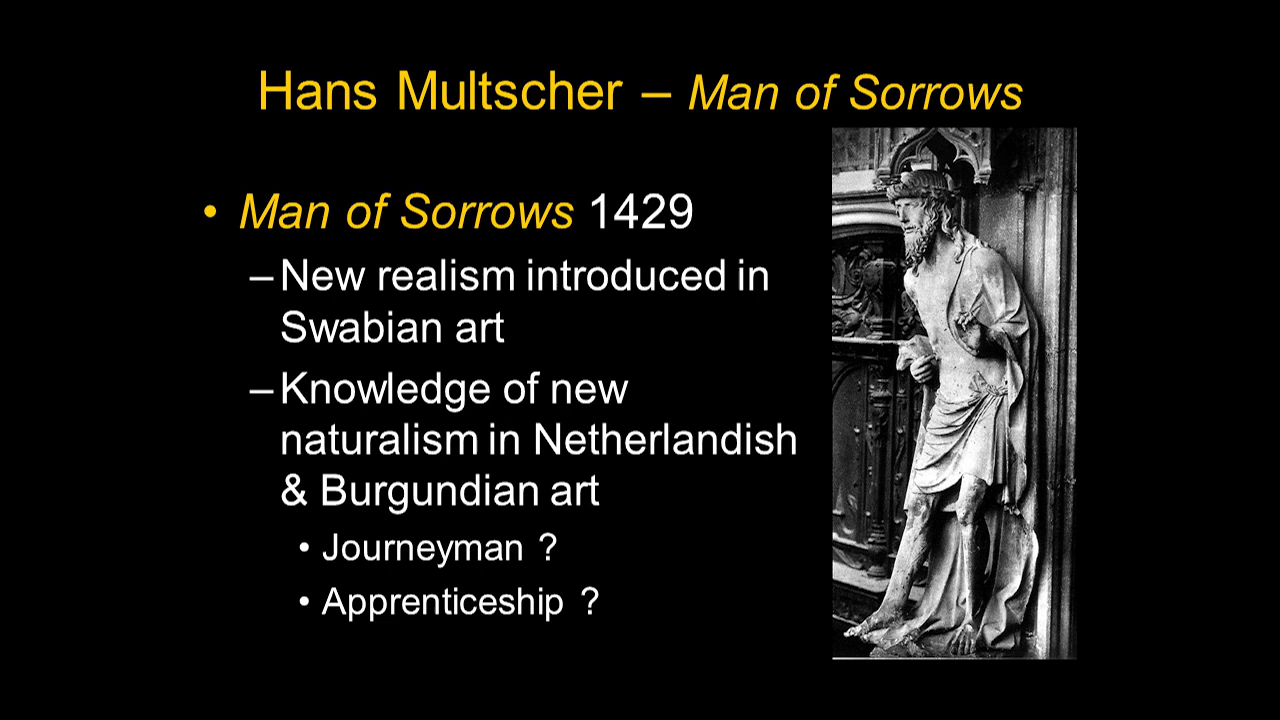 Hans Multscher – Man of Sorrows
• Man of Sorrows 1429
– New realism introduced in
Swabian art
– Knowledge of new
naturalism in Netherlandish
& Burgundian art
• Journeyman ?
• Apprenticeship ?